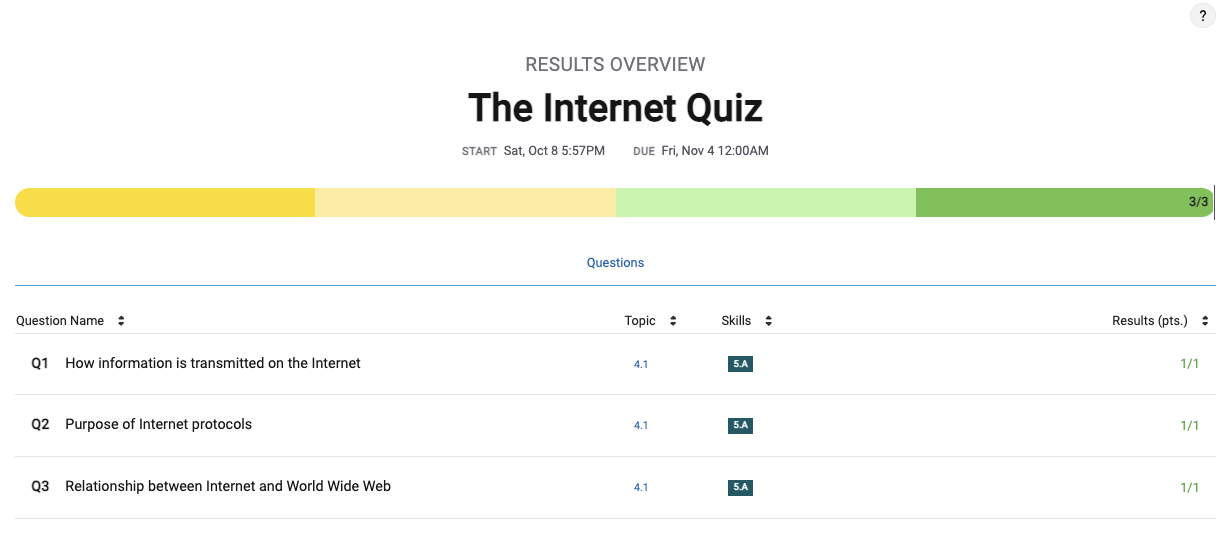 ?
RESULTS OVERVIEW
The Internet Quiz
START Sat, Oct 8 5:57PM DUE Fri, Nov 4 12:00AM
3/3
Questions
Question Name Topic Skills Results (pts.)
Q1 How information is transmitted on the Internet 4.1 5.A 1/1
Q2 Purpose of Internet protocols 4.1 5.A 1/1
Q3 Relationship between Internet and World Wide Web 4.1 5.A 1/1